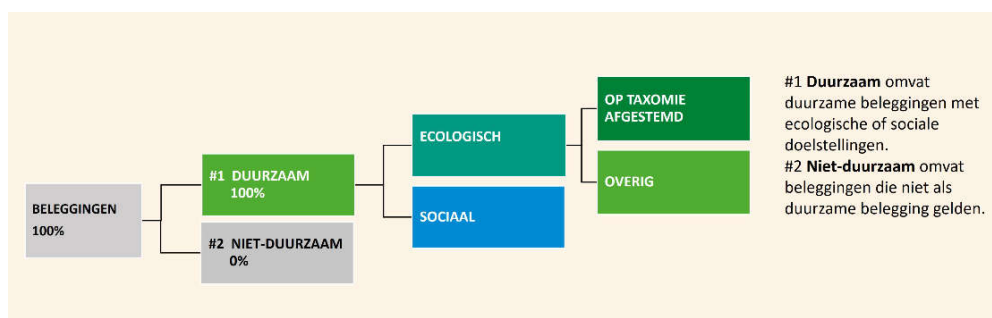 BELEGGINGEN
100%
#1 DUURZAAM
100%
#2 NIET-DUURZAAM
0%
ECOLOGISCH
SOCIAAL
OP TAXOMIE
AFGESTEMD
OVERIG
#1 Duurzaam omvat
duurzame beleggingen met
ecologische of sociale
doelstellingen.
#2 Niet-duurzaam omvat
beleggingen die niet als
duurzame belegging gelden.